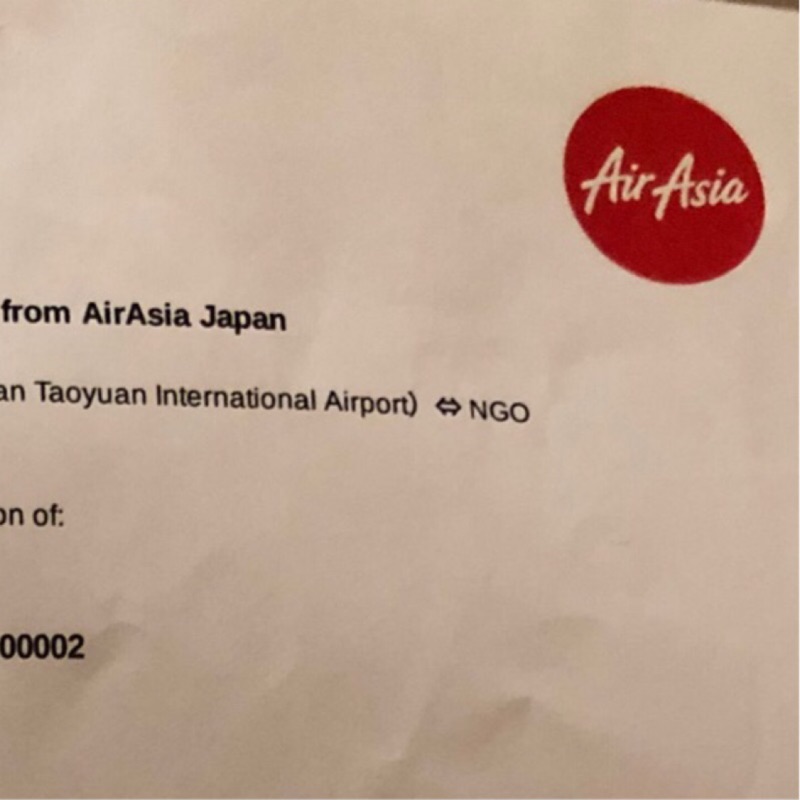 AirAsia
from AirAsia Japan
an Taoyuan International Airport) ⇔ NGO
on of:
00002